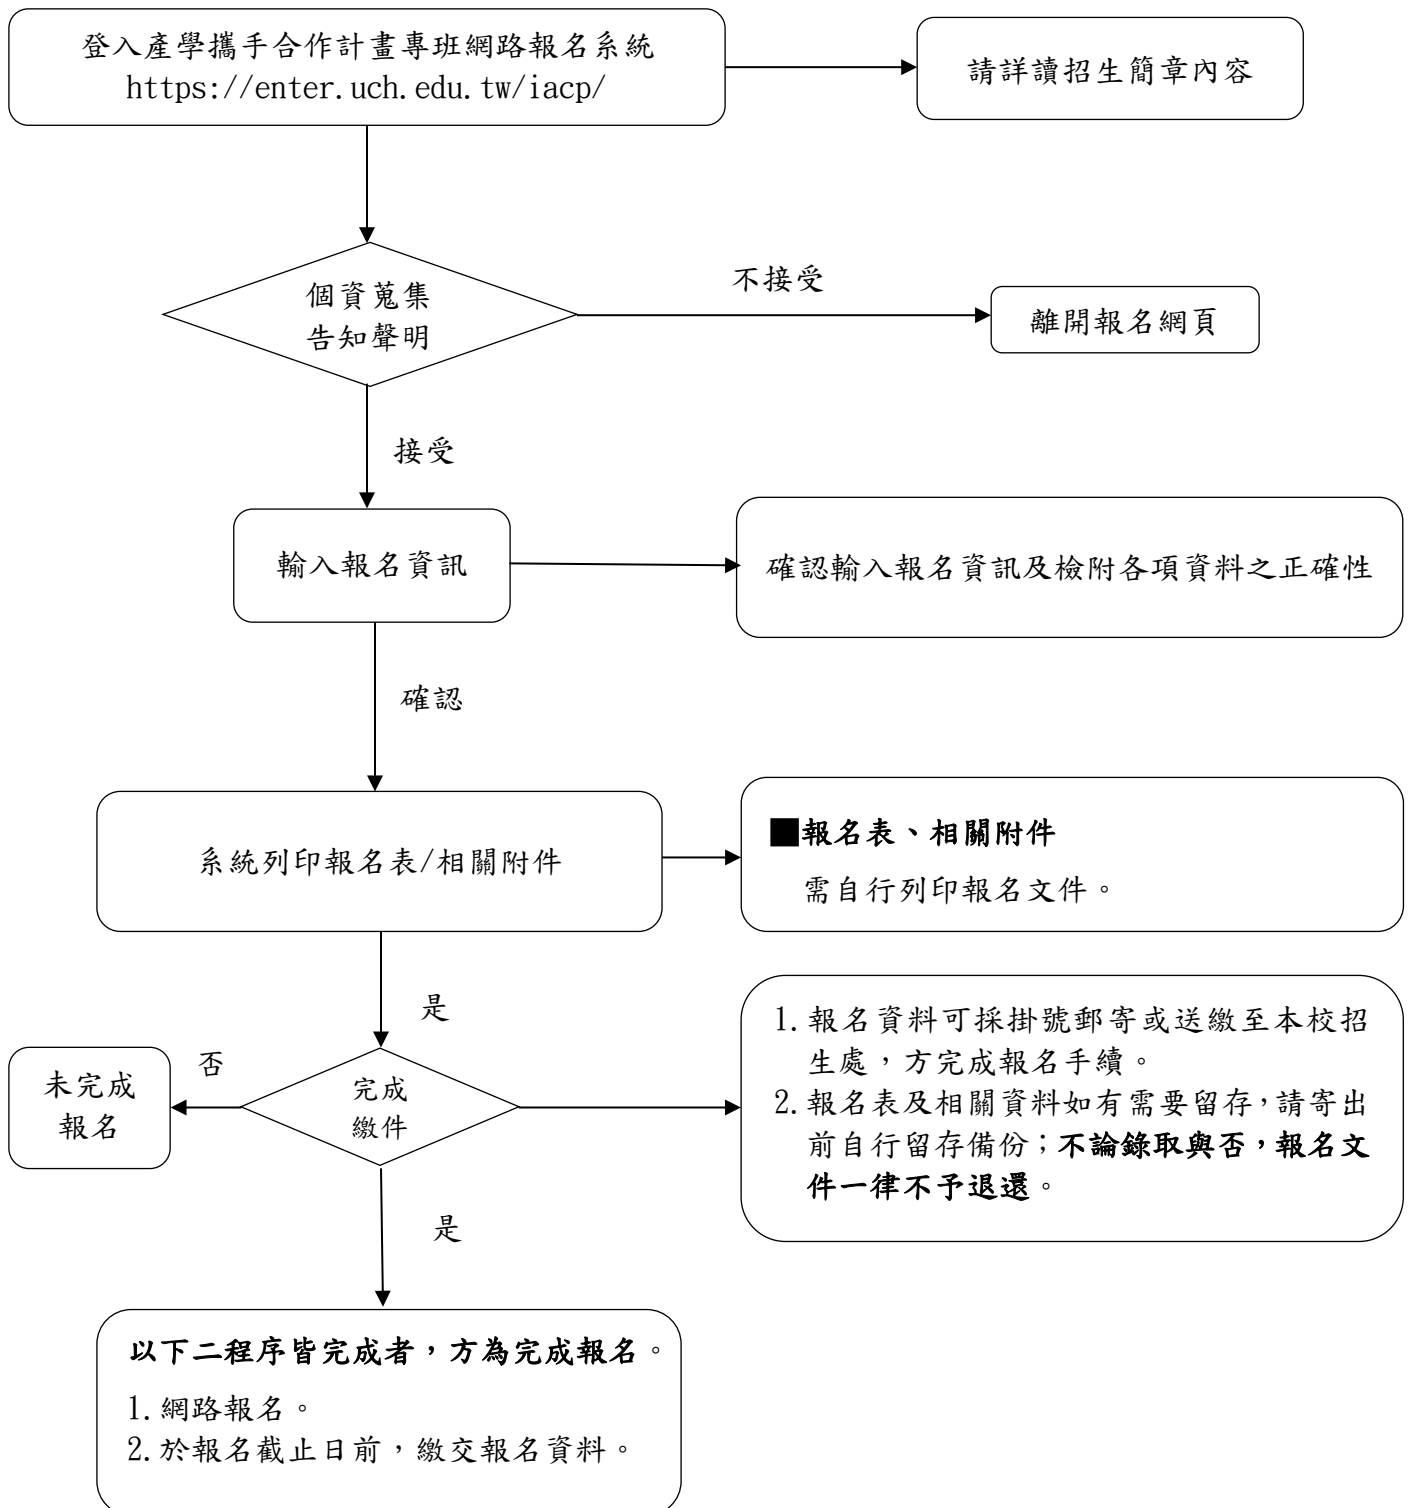 登入產學攜手合作計畫專班網路報名系統
https://enter.uch.edu.tw/iacp/
請詳讀招生簡章內容
個資蒐集
告知聲明
不接受
離開報名網頁
接受
輸入報名資訊
確認輸入報名資訊及檢附各項資料之正確性
確認
系統列印報名表/相關附件
■報名表、相關附件
需自行列印報名文件。
是
否
未完成
報名
完成
繳件
1.報名資料可採掛號郵寄或送繳至本校招
生處,方完成報名手續。
2.報名表及相關資料如有需要留存,請寄出
前自行留存備份;不論錄取與否,報名文
件一律不予退還。
是
以下二程序皆完成者,方為完成報名。
1.網路報名。
2.於報名截止日前,繳交報名資料。